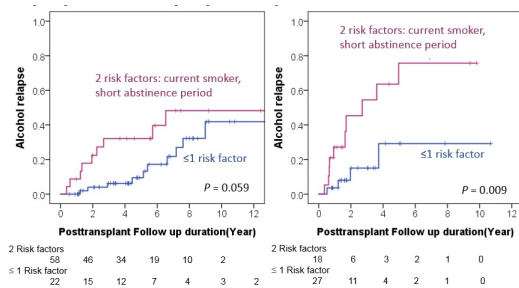 Alcohol relapse
1.0
0.8
0.6
0.4
0.2
0.0
2 risk factors: current smoker,
short abstinence period
≤1 risk factor
P = 0.059
0 2 4 6 8 10 12
Posttransplant Follow up duration(Year)
2 Risk factors
58 46 34 19 10 2
≤ 1 Risk factor
22 15 12 7 4 3 2
Alcohol relapse
1.0
0.8
0.6
0.4
0.2
0.0
2 risk factors: current smoker,
short abstinence period
≤1 risk factor
P = 0.009
0 2 4 6 8 10 12
Posttransplant Follow up duration(Year)
2 Risk factors
18 6 3 2 1 0
≤ 1 Risk factor
27 11 4 2 1 0